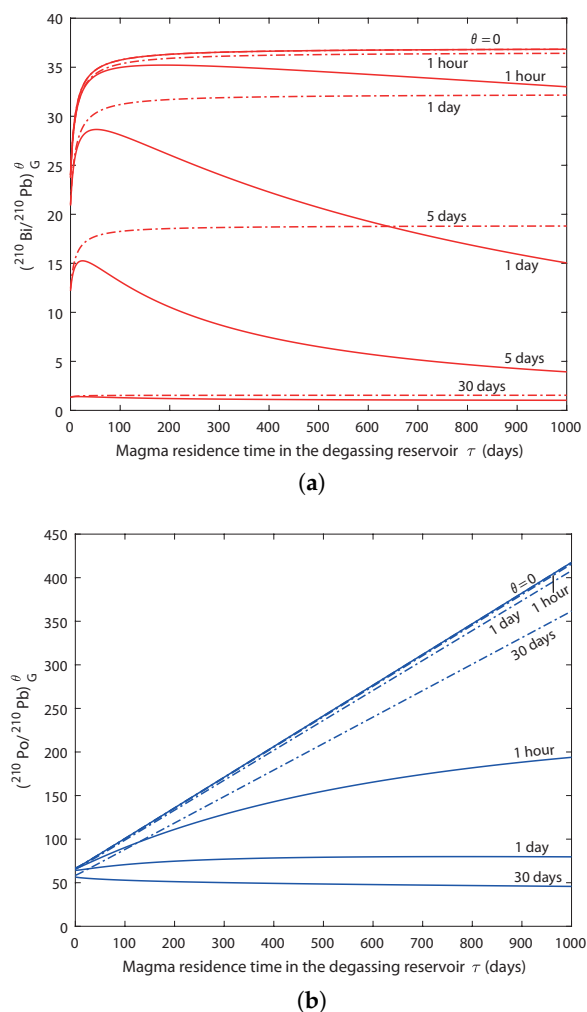 40
35
30
25
20
15
10
5
0
(²¹⁰Bi/²¹⁰Pb)_G^θ
θ = 0
1 hour
1 hour
1 day
5 days
1 day
5 days
30 days
0 100 200 300 400 500 600 700 800 900 1000
Magma residence time in the degassing reservoir τ (days)
(a)
450
400
350
300
250
200
150
100
50
0
(²¹⁰Po/²¹⁰Pb)_G^θ
θ=0
1 hour
1 day
30 days
1 hour
1 day
30 days
0 100 200 300 400 500 600 700 800 900 1000
Magma residence time in the degassing reservoir τ (days)
(b)